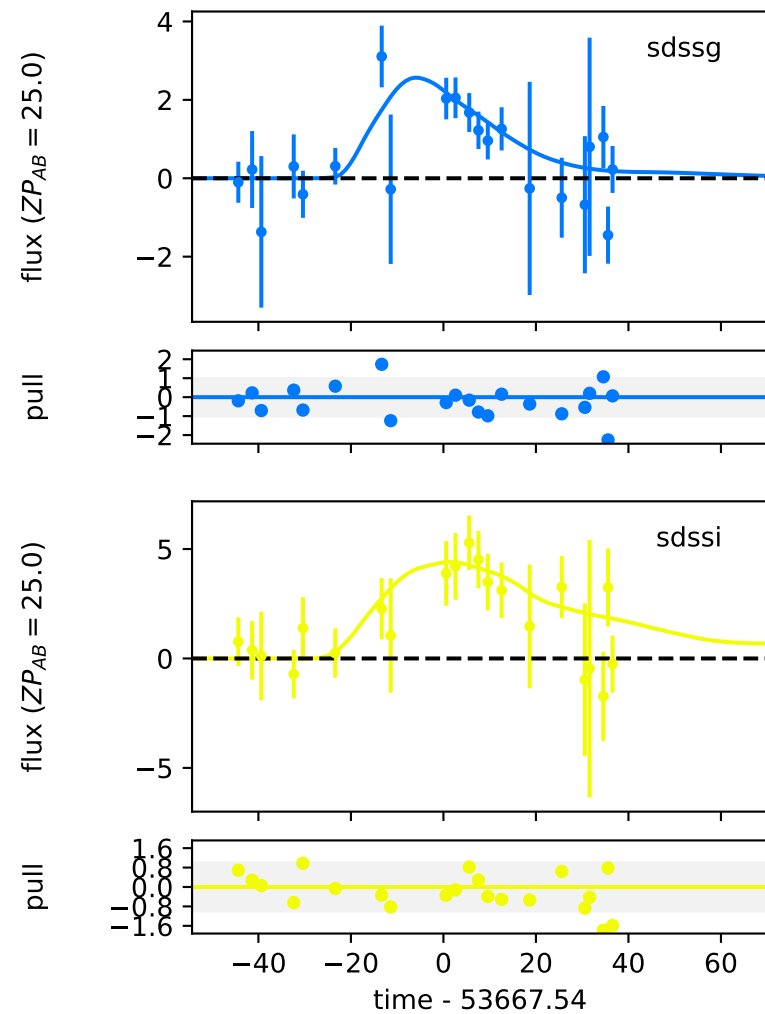 4
2
0
−2
flux (ZP_AB = 25.0)
sdssg
2
1
0
−1
−2
pull
5
0
−5
flux (ZP_AB = 25.0)
sdssi
1.6
0.8
0.0
−0.8
−1.6
pull
−40 −20 0 20 40 60
time - 53667.54